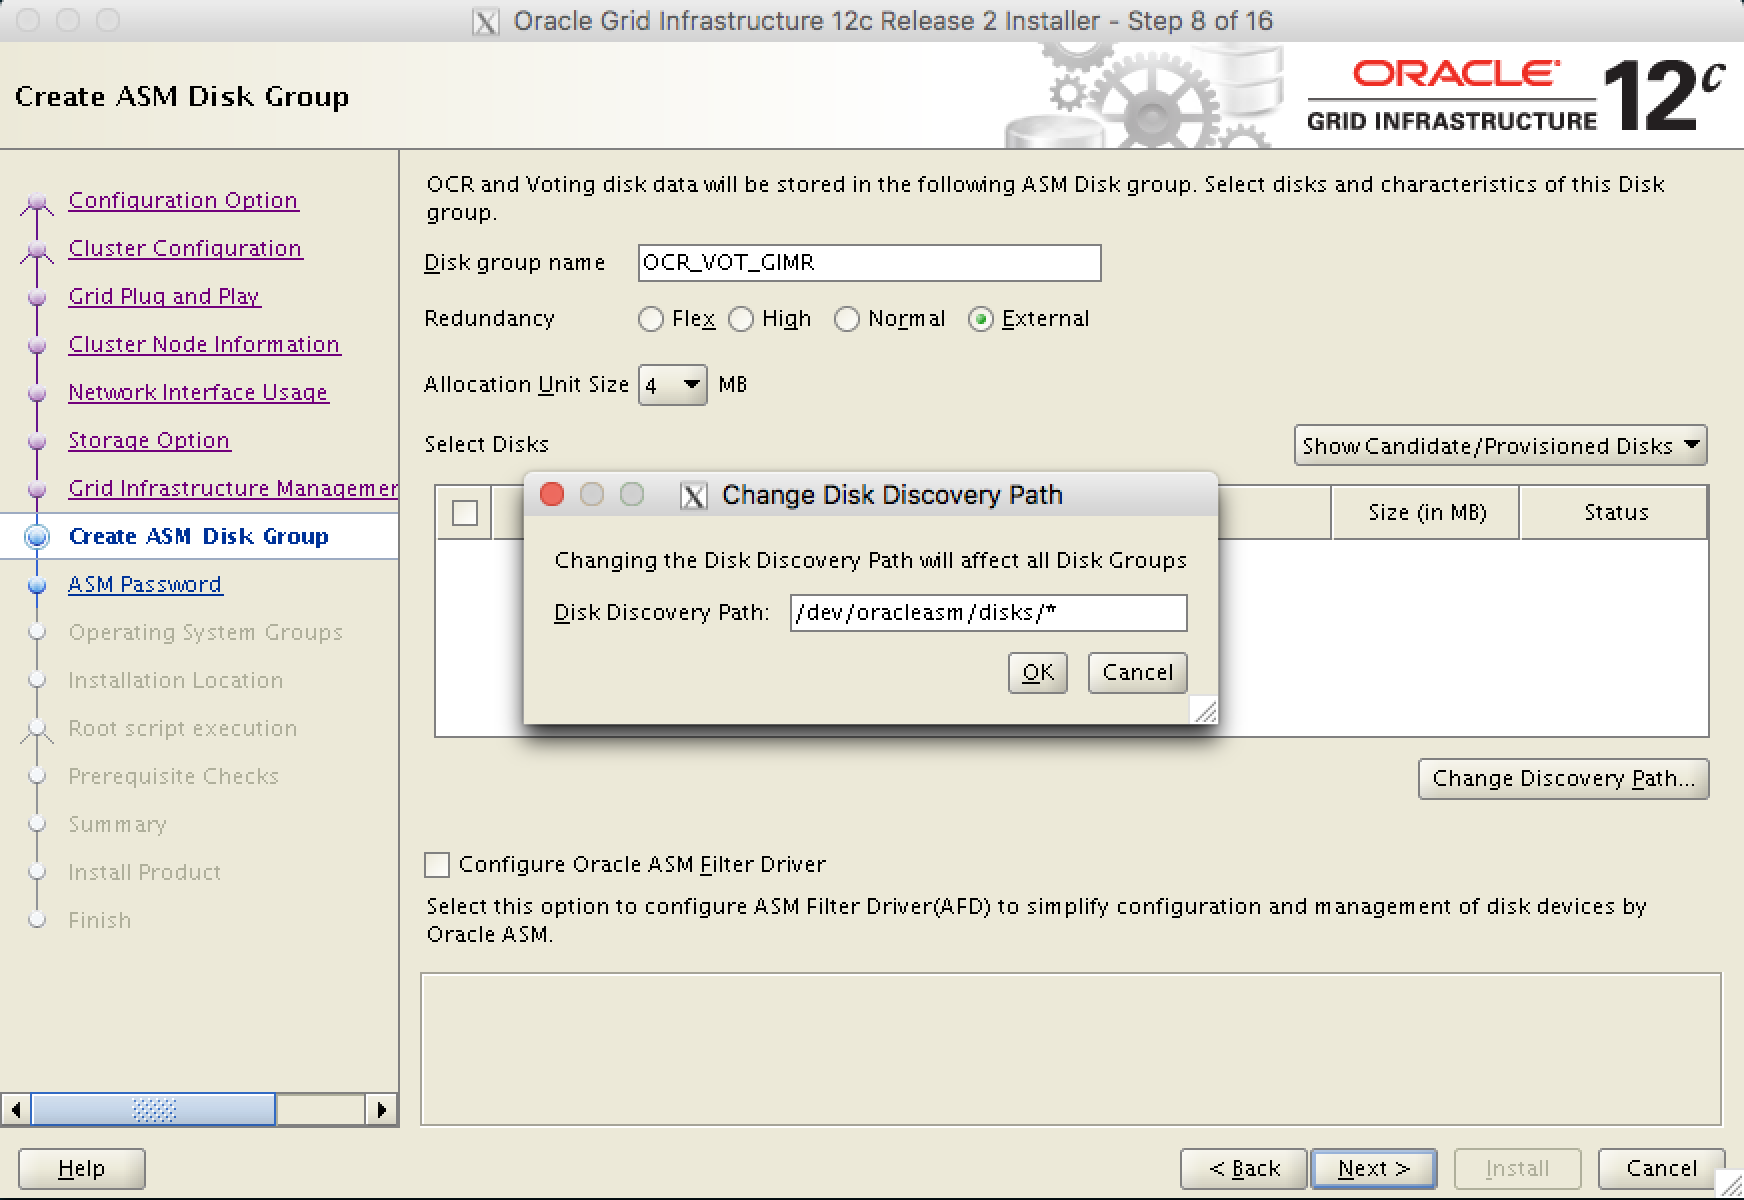 Oracle Grid Infrastructure 12c Release 2 Installer - Step 8 of 16
Create ASM Disk Group
ORACLE
GRID INFRASTRUCTURE
12c
Configuration Option
Cluster Configuration
Grid Plug and Play
Cluster Node Information
Network Interface Usage
Storage Option
Grid Infrastructure Managemer
Create ASM Disk Group
ASM Password
Operating System Groups
Installation Location
Root script execution
Prerequisite Checks
Summary
Install Product
Finish
OCR and Voting disk data will be stored in the following ASM Disk group. Select disks and characteristics of this Disk
group.
Disk group name OCR_VOT_GIMR
Redundancy Flex High Normal External
Allocation Unit Size 4 MB
Select Disks Show Candidate/Provisioned Disks
Size (in MB) Status
Change Disk Discovery Path
Changing the Disk Discovery Path will affect all Disk Groups
Disk Discovery Path: /dev/oracleasm/disks/*
OK Cancel
Change Discovery Path...
Configure Oracle ASM Filter Driver
Select this option to configure ASM Filter Driver(AFD) to simplify configuration and management of disk devices by
Oracle ASM.
Help < Back Next > Install Cancel